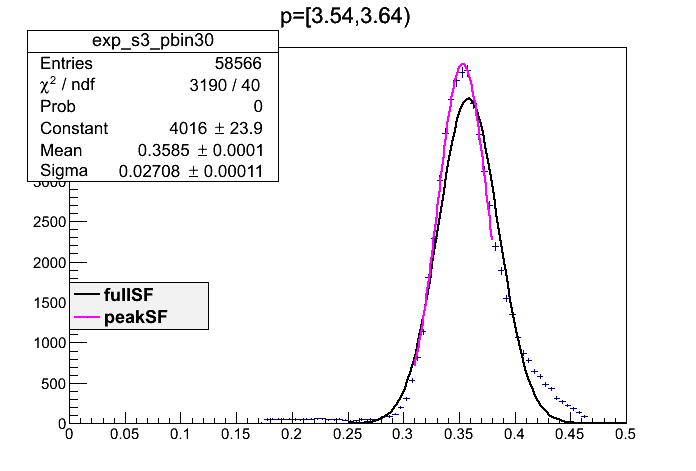 p=[3.54,3.64)
exp_s3_pbin30
Entries 58566
χ² / ndf 3190 / 40
Prob 0
Constant 4016 ± 23.9
Mean 0.3585 ± 0.0001
Sigma 0.02708 ± 0.00011
3000
2500
2000
1500
fullSF
peakSF
1000
500
0
0 0.05 0.1 0.15 0.2 0.25 0.3 0.35 0.4 0.45 0.5